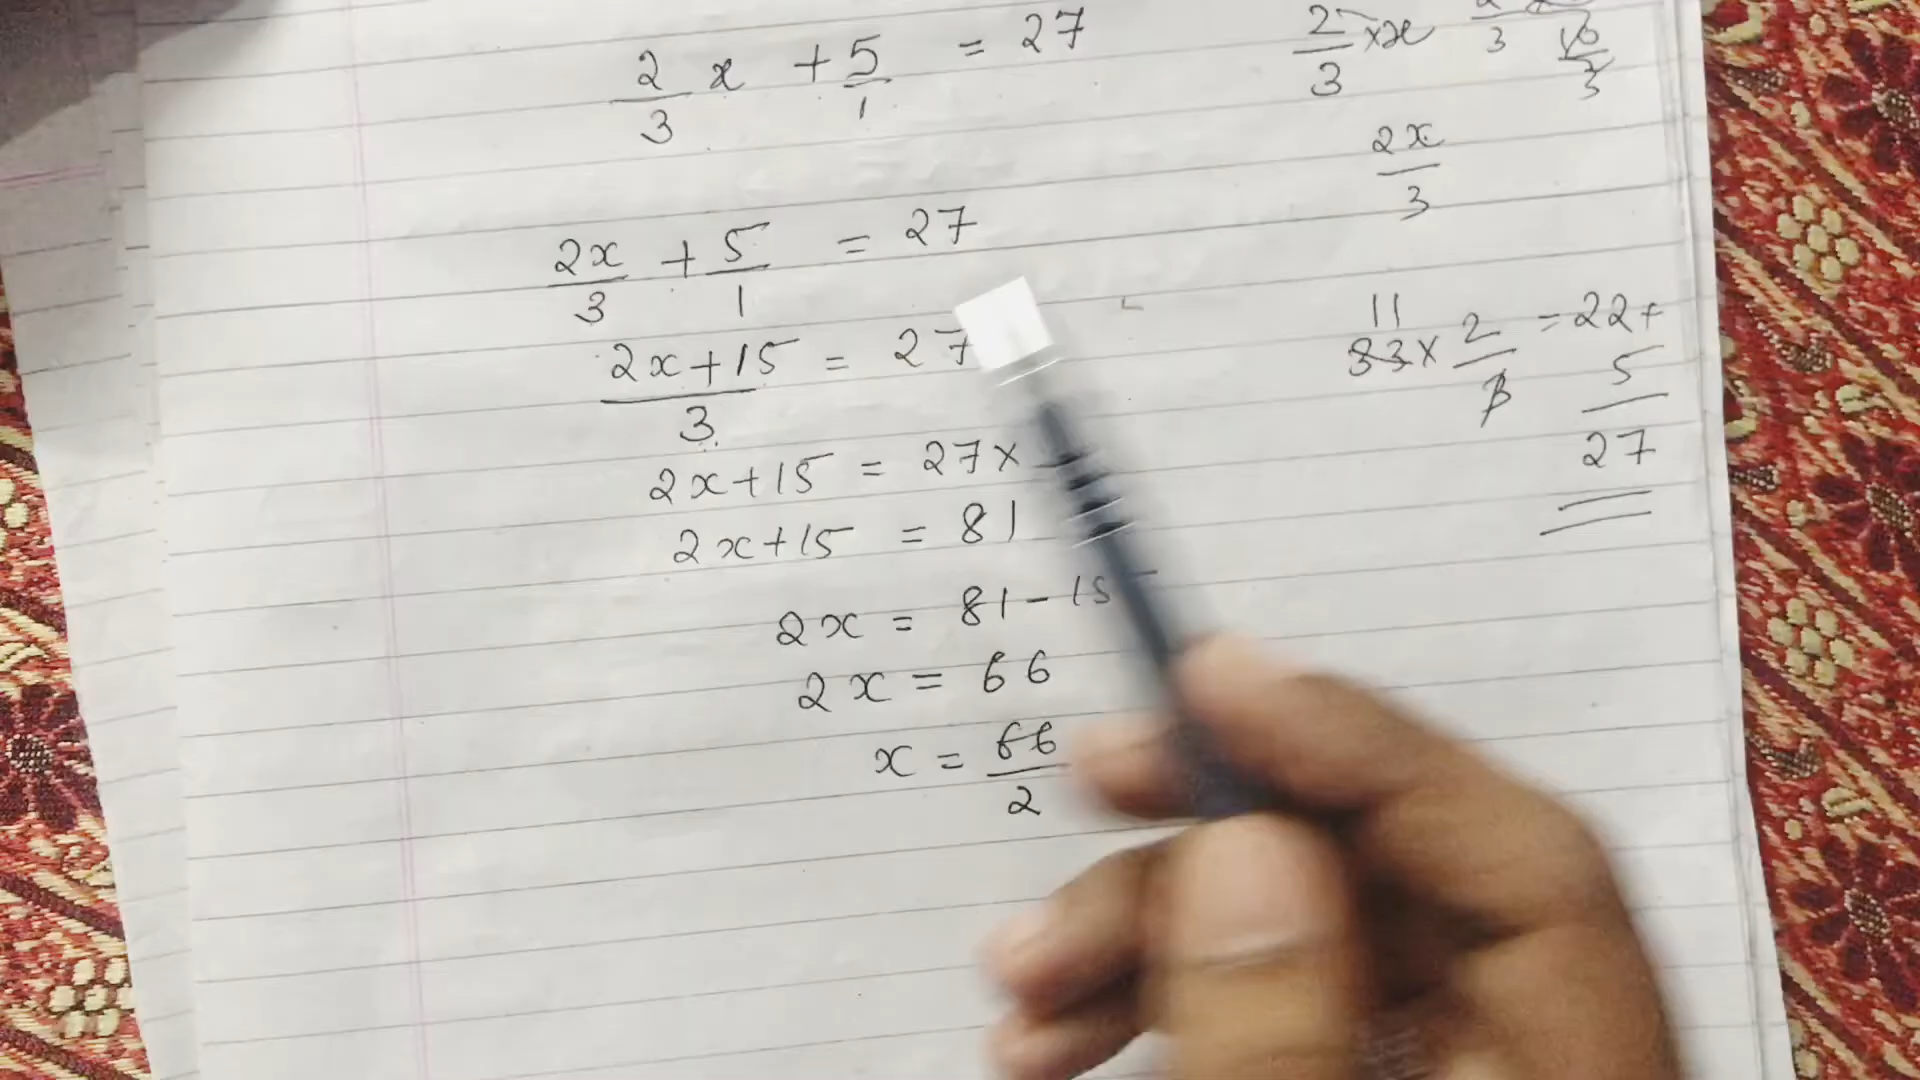 2/3 x + 5/1 = 27
2x/3 + 5/1 = 27
(2x+15)/3 = 27
2x+15 = 27×
2x+15 = 81
2x = 81-15
2x = 66
x = 66/2
2/3 ×x
2x/3
11
33 × 2/3 = 22+
5
27